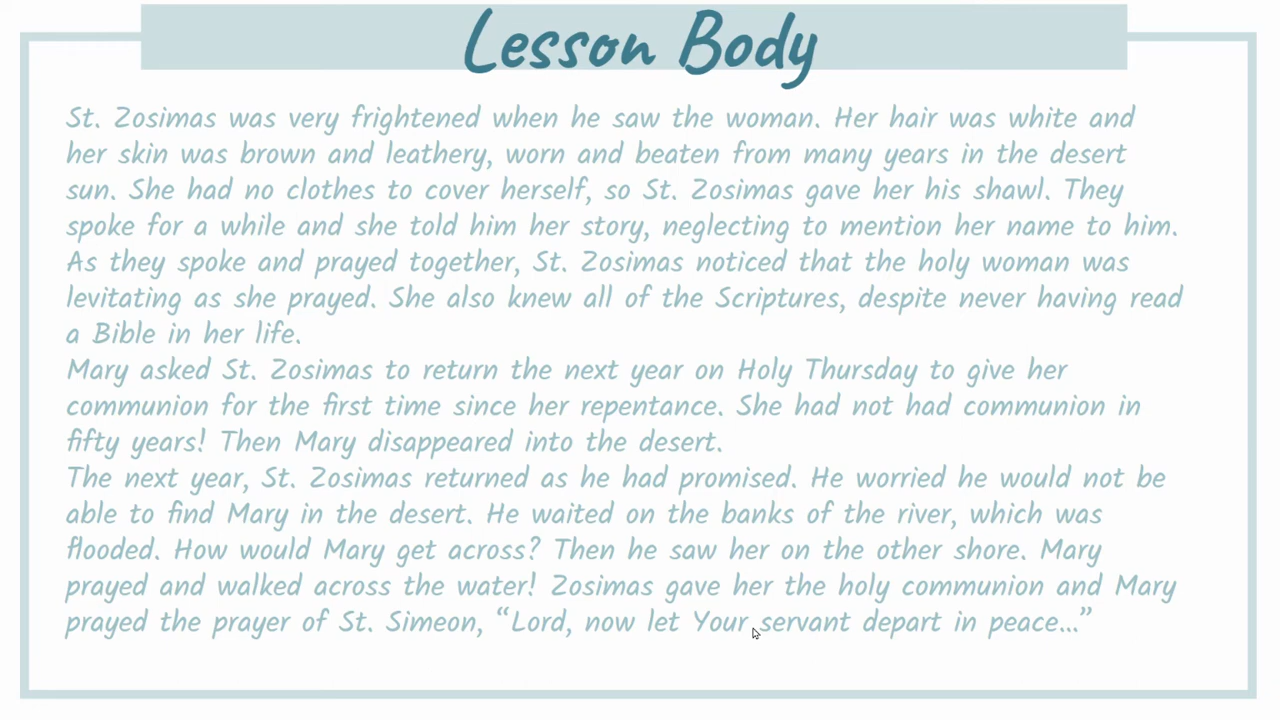 Lesson Body
St. Zosimas was very frightened when he saw the woman. Her hair was white and
her skin was brown and leathery, worn and beaten from many years in the desert
sun. She had no clothes to cover herself, so St. Zosimas gave her his shawl. They
spoke for a while and she told him her story, neglecting to mention her name to him.
As they spoke and prayed together, St. Zosimas noticed that the holy woman was
levitating as she prayed. She also knew all of the Scriptures, despite never having read
a Bible in her life.
Mary asked St. Zosimas to return the next year on Holy Thursday to give her
communion for the first time since her repentance. She had not had communion in
fifty years! Then Mary disappeared into the desert.
The next year, St. Zosimas returned as he had promised. He worried he would not be
able to find Mary in the desert. He waited on the banks of the river, which was
flooded. How would Mary get across? Then he saw her on the other shore. Mary
prayed and walked across the water! Zosimas gave her the holy communion and Mary
prayed the prayer of St. Simeon, “Lord, now let Your servant depart in peace...”